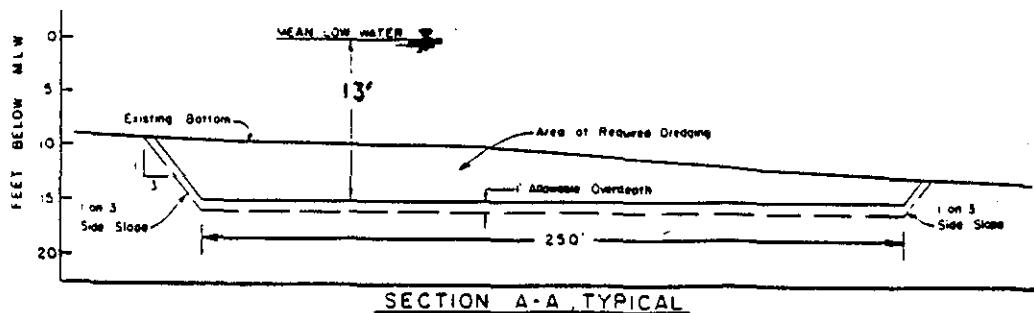 MEAN LOW WATER
FEET BELOW MLW
0
5
10
15
20
13'
Existing Bottom
Area of Required Dredging
1
3
1' Allowable Overdepth
1 on 3
Side Slope
1 on 3
Side Slope
250'
SECTION A-A, TYPICAL